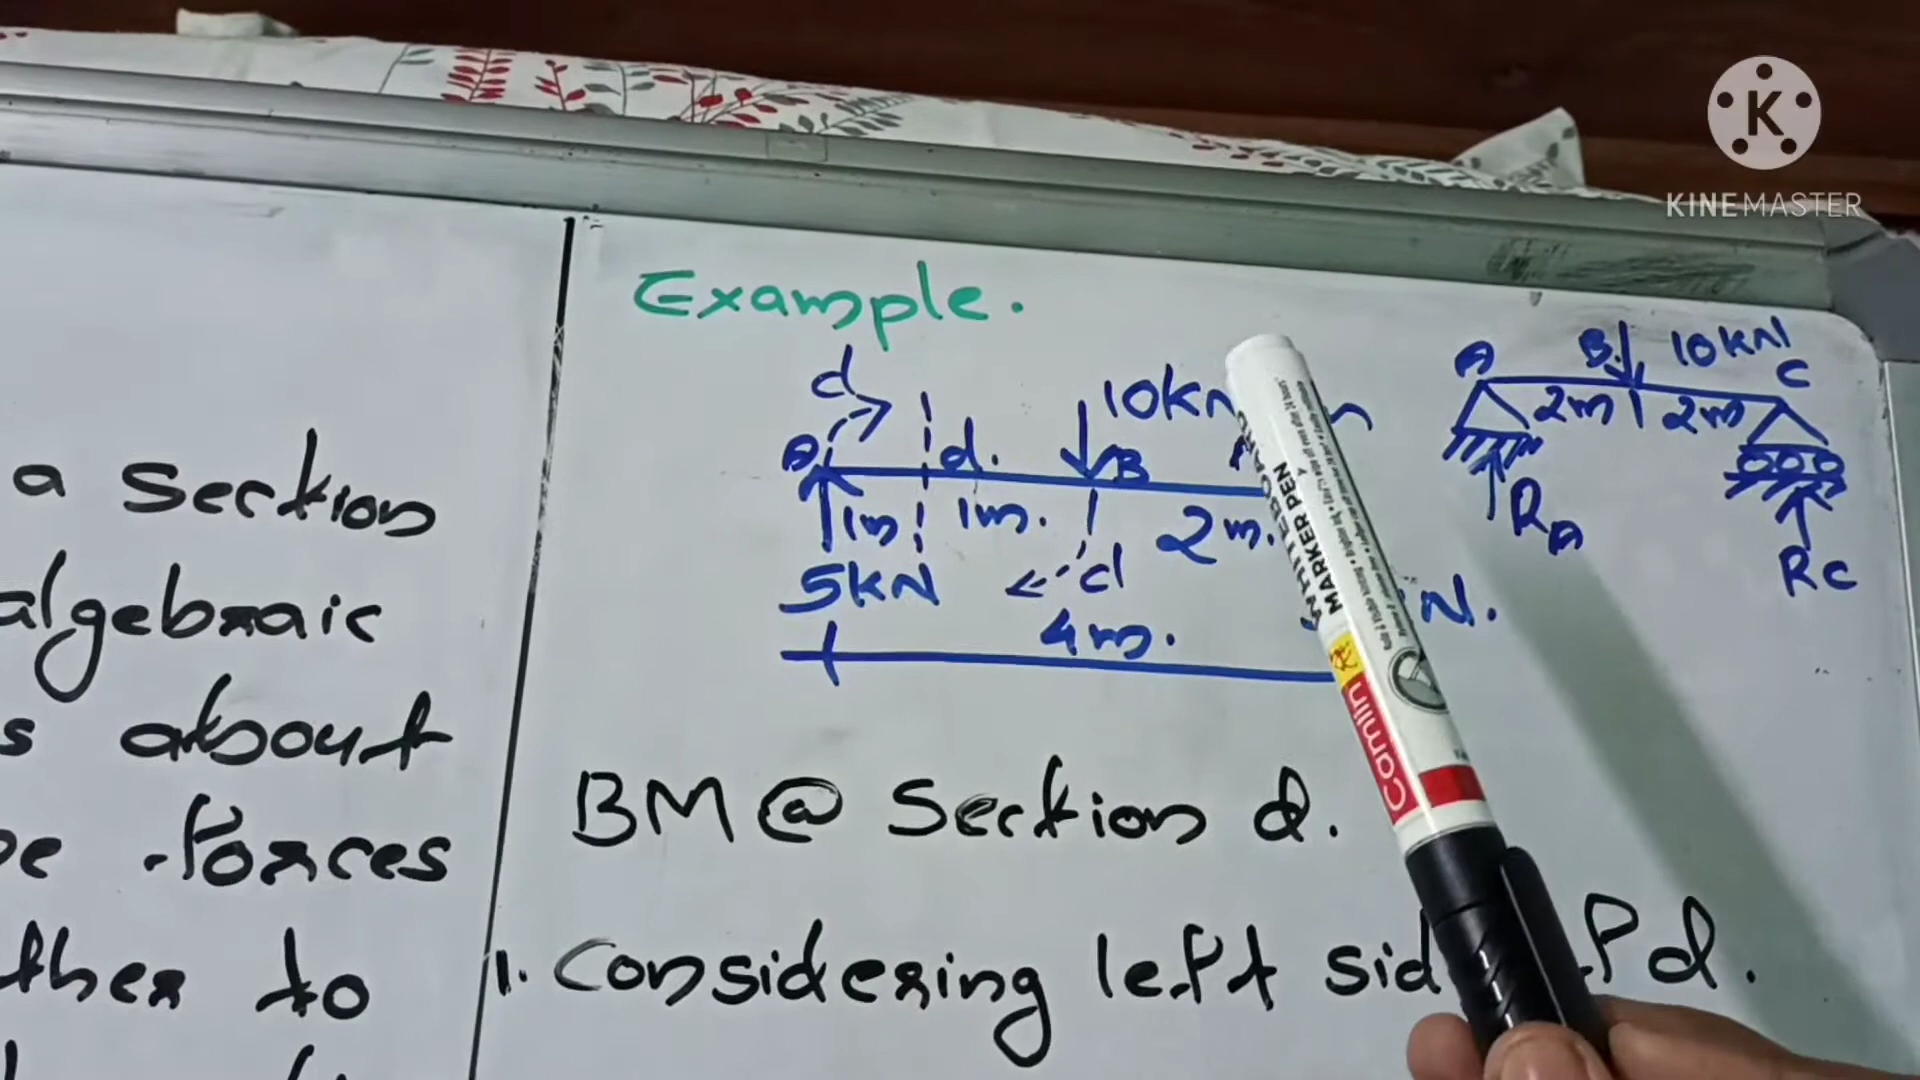 KINEMASTER
K
Example.
d
10KN
A
d.
B
1m
1m.
2m.
5KN
d
N.
4m.
A
B
10KN
C
2m
2m
RA
RC
a section
algebraic
s about
forces
ther to
BM @ Section d.
1. Considering left sid f d.
WHITEBOARD
MARKER PEN
camlin